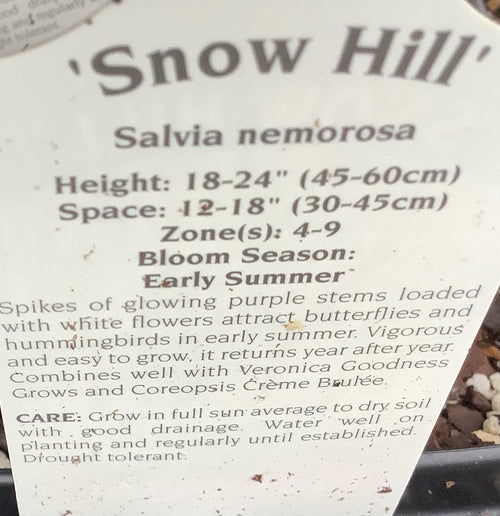 and regularly
'Snow Hill'
Salvia nemorosa
Height: 18-24" (45-60cm)
Space: 12-18" (30-45cm)
Zone(s): 4-9
Bloom Season:
Early Summer
Spikes of glowing purple stems loaded
with white flowers attract butterflies and
hummingbirds in early summer. Vigorous
and easy to grow, it returns year after year.
Combines well with Veronica Goodness
Grows and Coreopsis Crème Brulée.
CARE: Grow in full sun average to dry soil
with good drainage. Water well on
planting and regularly until established.
Drought tolerant.